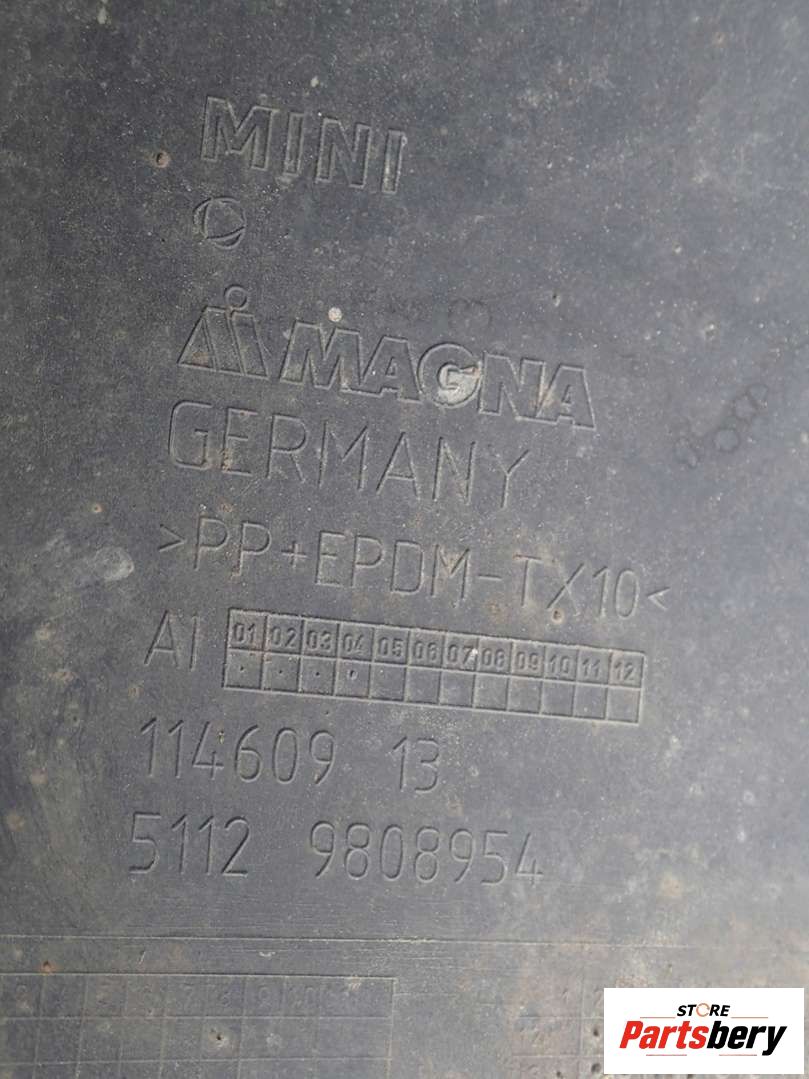 MINI
MAGNA
GERMANY
>PP+EPDM-TX10<
AI 01 02 03 04 05 06 07 08 09 10 11 12
114609 13
5112 9808954
STORE
Partsbery